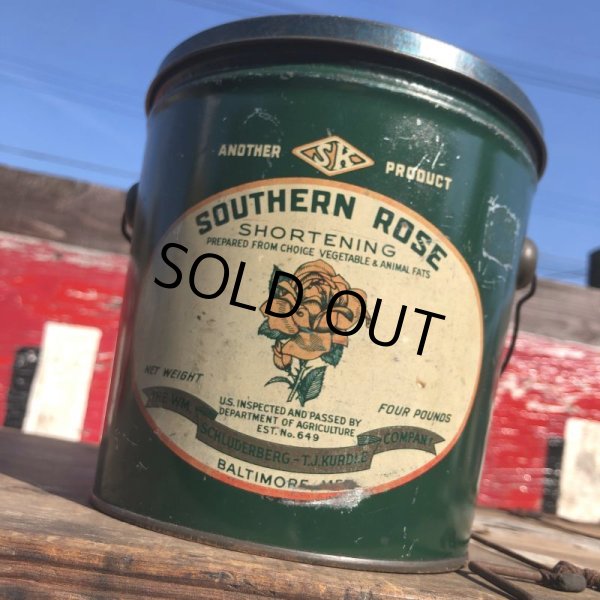 ANOTHER SK PRODUCT
SOUTHERN ROSE
SHORTENING
PREPARED FROM CHOICE VEGETABLE & ANIMAL FATS
SOLD OUT
NET WEIGHT
FOUR POUNDS
U.S. INSPECTED AND PASSED BY
DEPARTMENT OF AGRICULTURE
EST. No. 649
THE WM. SCHLUDERBERG - T.J. KURDLE COMPANY
BALTIMORE, MD.